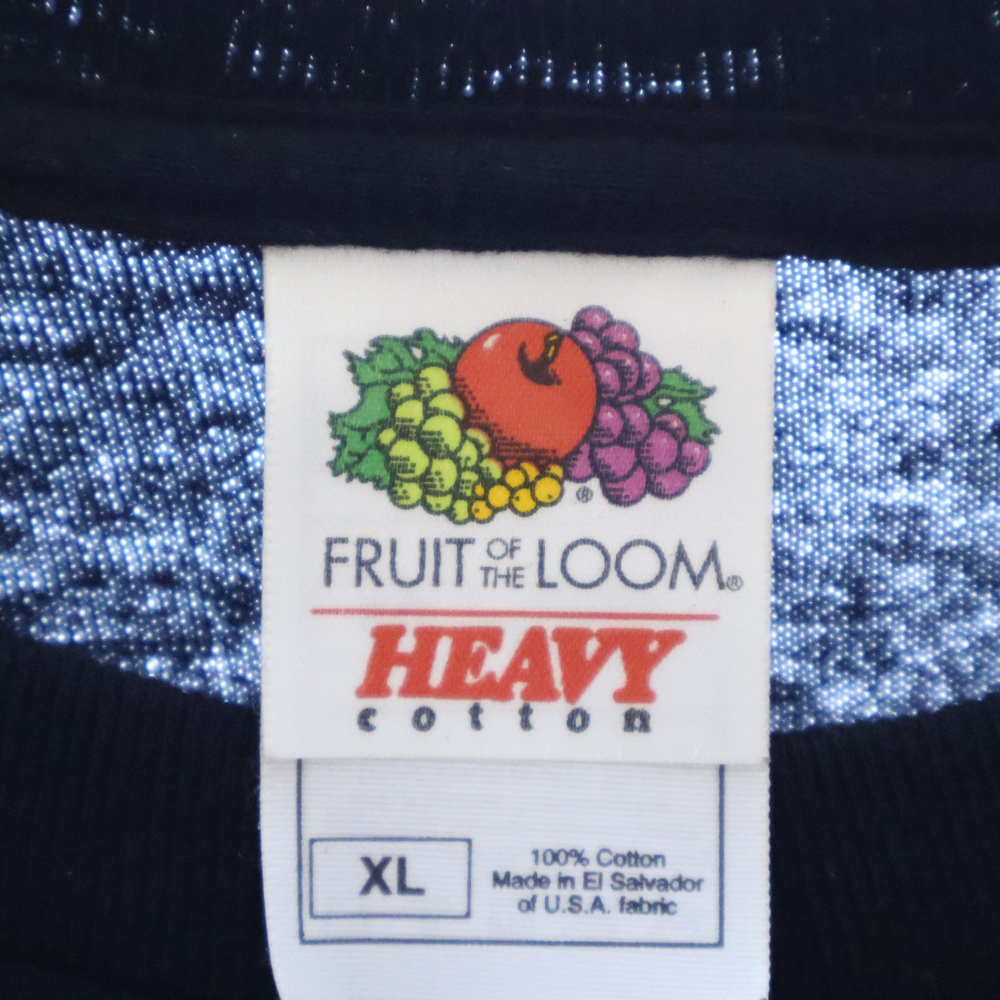 ®
FRUIT OF THE LOOM®
HEAVY
cotton
XL
100% Cotton
Made in El Salvador
of U.S.A. fabric